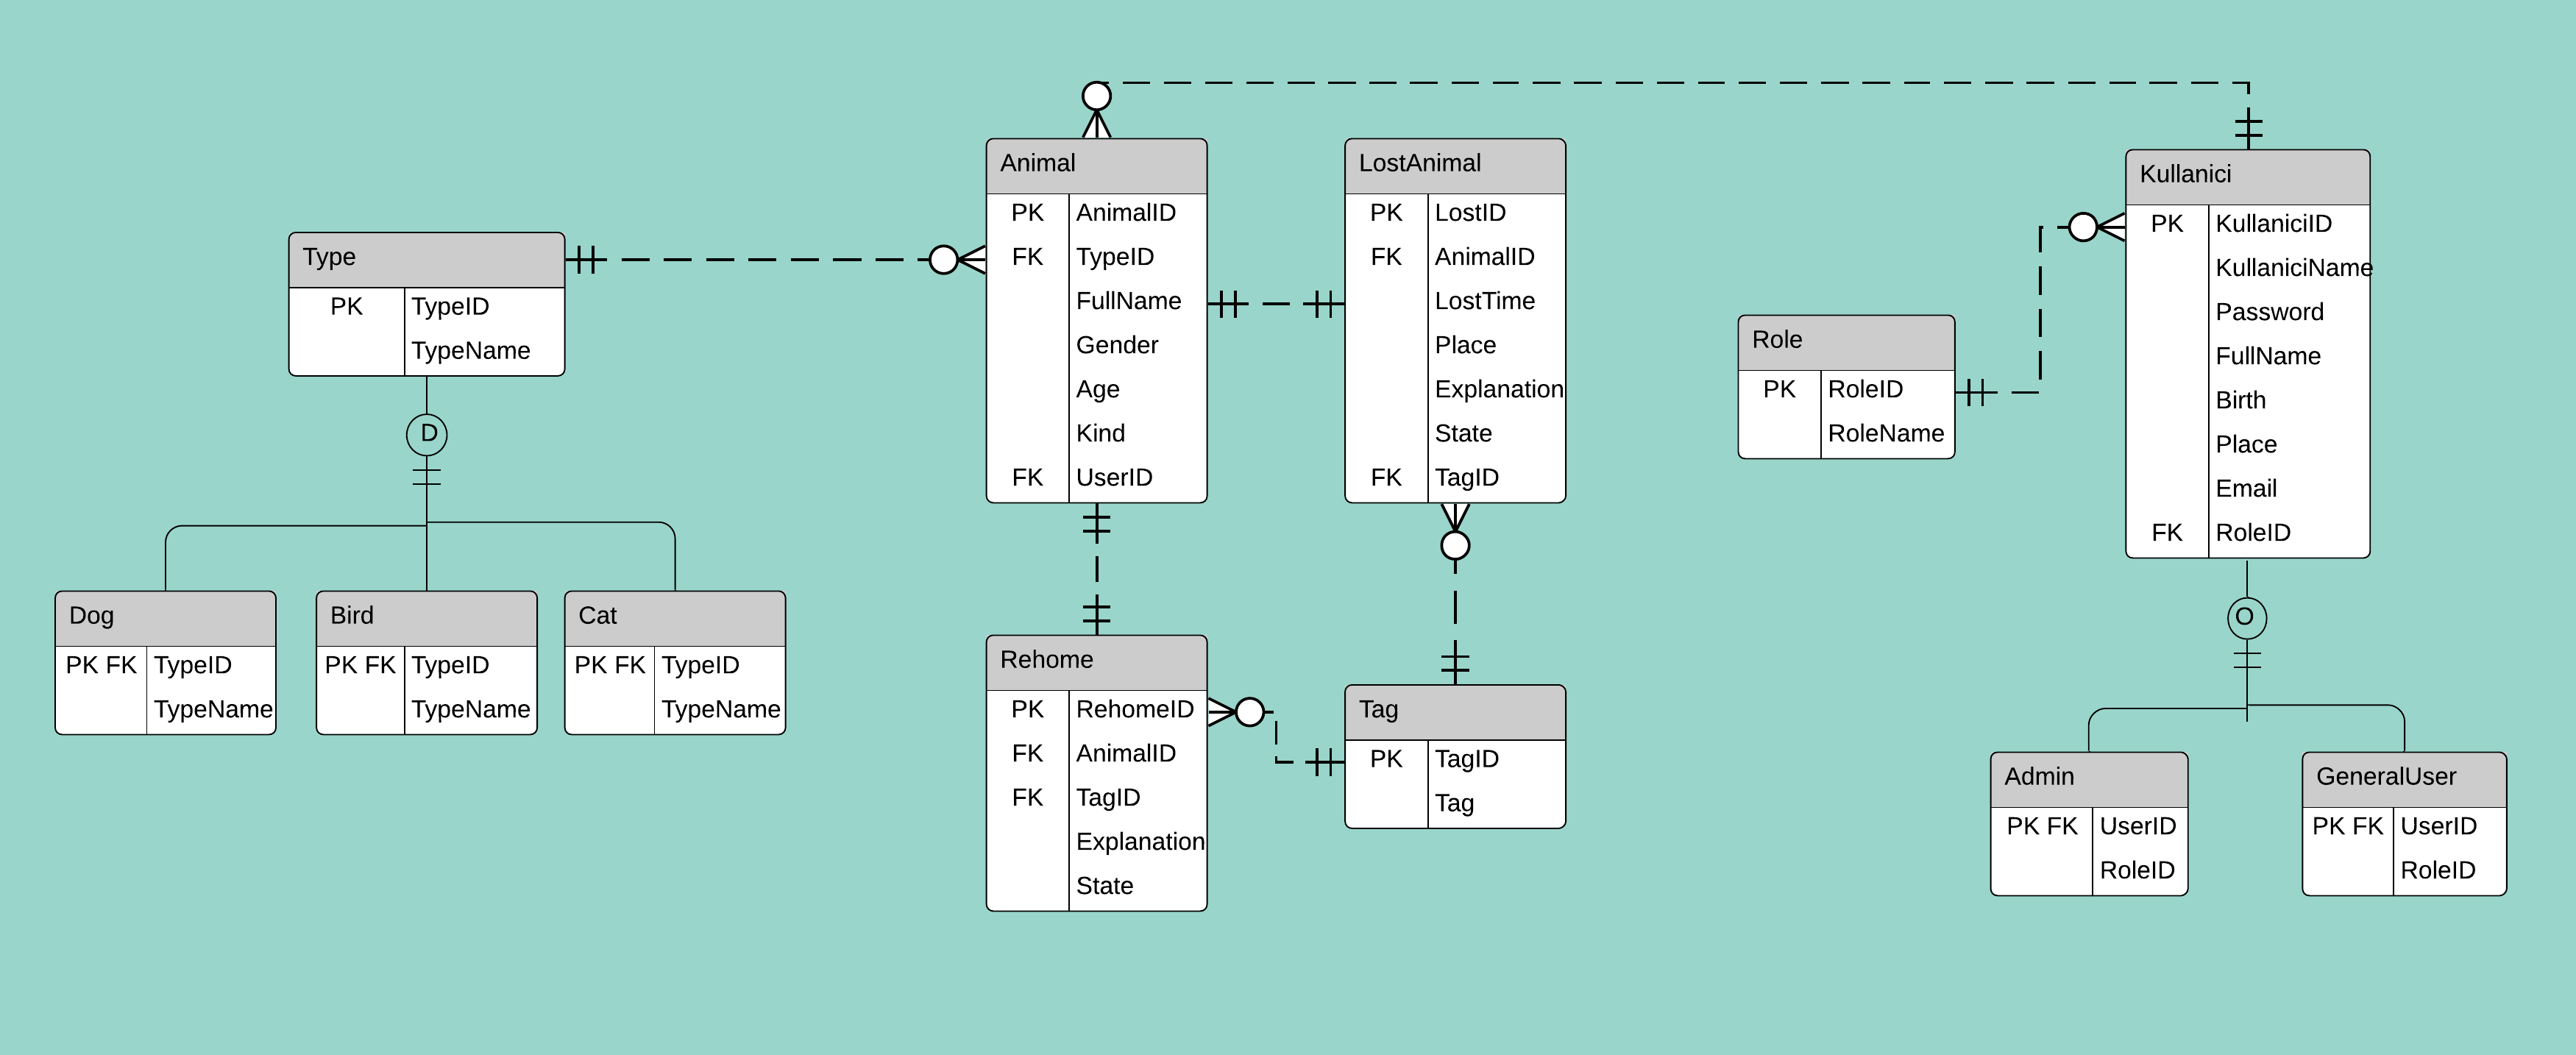 Type
PK TypeID
TypeName
D
Dog
PK FK TypeID
TypeName
Bird
PK FK TypeID
TypeName
Cat
PK FK TypeID
TypeName
Animal
PK AnimalID
FK TypeID
FullName
Gender
Age
Kind
FK UserID
LostAnimal
PK LostID
FK AnimalID
LostTime
Place
Explanation
State
FK TagID
Rehome
PK RehomeID
FK AnimalID
FK TagID
Explanation
State
Tag
PK TagID
Tag
Role
PK RoleID
RoleName
Kullanici
PK KullaniciID
KullaniciName
Password
FullName
Birth
Place
Email
FK RoleID
O
Admin
PK FK UserID
RoleID
GeneralUser
PK FK UserID
RoleID